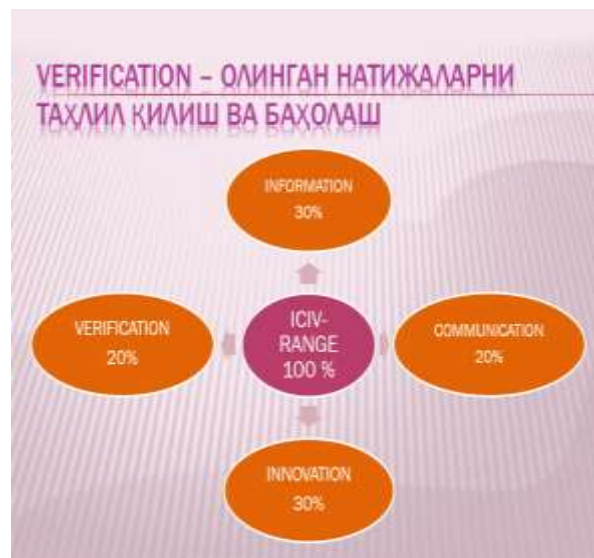 VERIFICATION – ОЛИНГАН НАТИЖАЛАРНИ
ТАҲЛИЛ ҚИЛИШ ВА БАҲОЛАШ
INFORMATION
30%
VERIFICATION
20%
ICIV-
RANGE
100 %
COMMUNICATION
20%
INNOVATION
30%